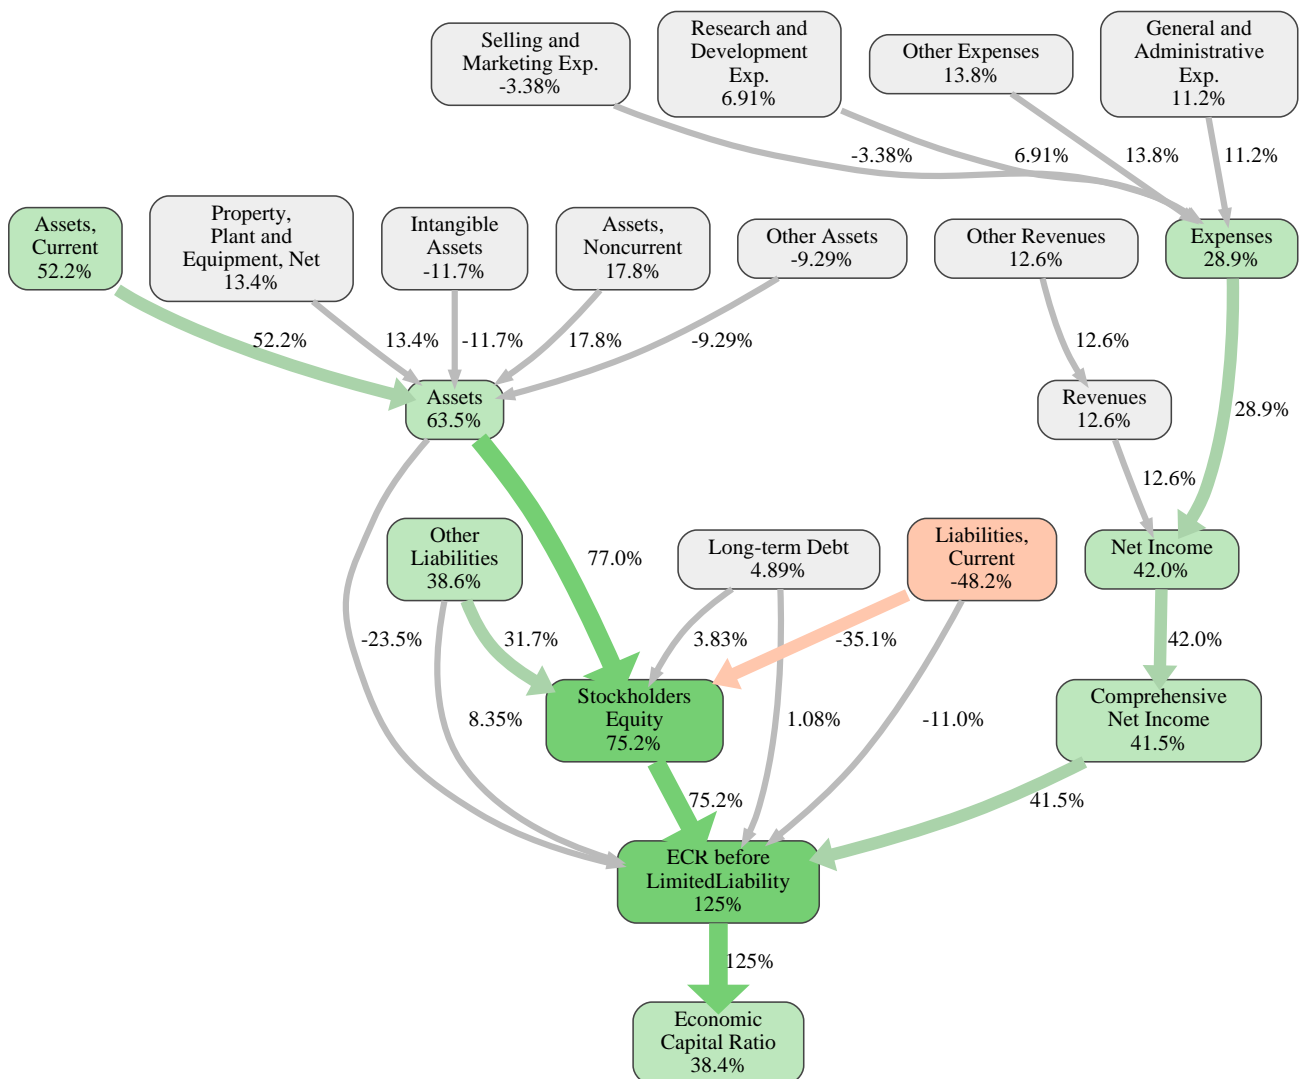 Selling and
Marketing Exp.
-3.38%
Research and
Development
Exp.
6.91%
Other Expenses
13.8%
General and
Administrative
Exp.
11.2%
-3.38%
6.91%
13.8%
11.2%
Assets,
Current
52.2%
Property,
Plant and
Equipment, Net
13.4%
Intangible
Assets
-11.7%
Assets,
Noncurrent
17.8%
Other Assets
-9.29%
Other Revenues
12.6%
Expenses
28.9%
52.2%
13.4%
-11.7%
17.8%
-9.29%
12.6%
Assets
63.5%
Revenues
12.6%
28.9%
12.6%
Other
Liabilities
38.6%
77.0%
Long-term Debt
4.89%
Liabilities,
Current
-48.2%
Net Income
42.0%
-23.5%
31.7%
3.83%
-35.1%
42.0%
Stockholders
Equity
75.2%
Comprehensive
Net Income
41.5%
8.35%
1.08%
-11.0%
75.2%
41.5%
ECR before
LimitedLiability
125%
125%
Economic
Capital Ratio
38.4%